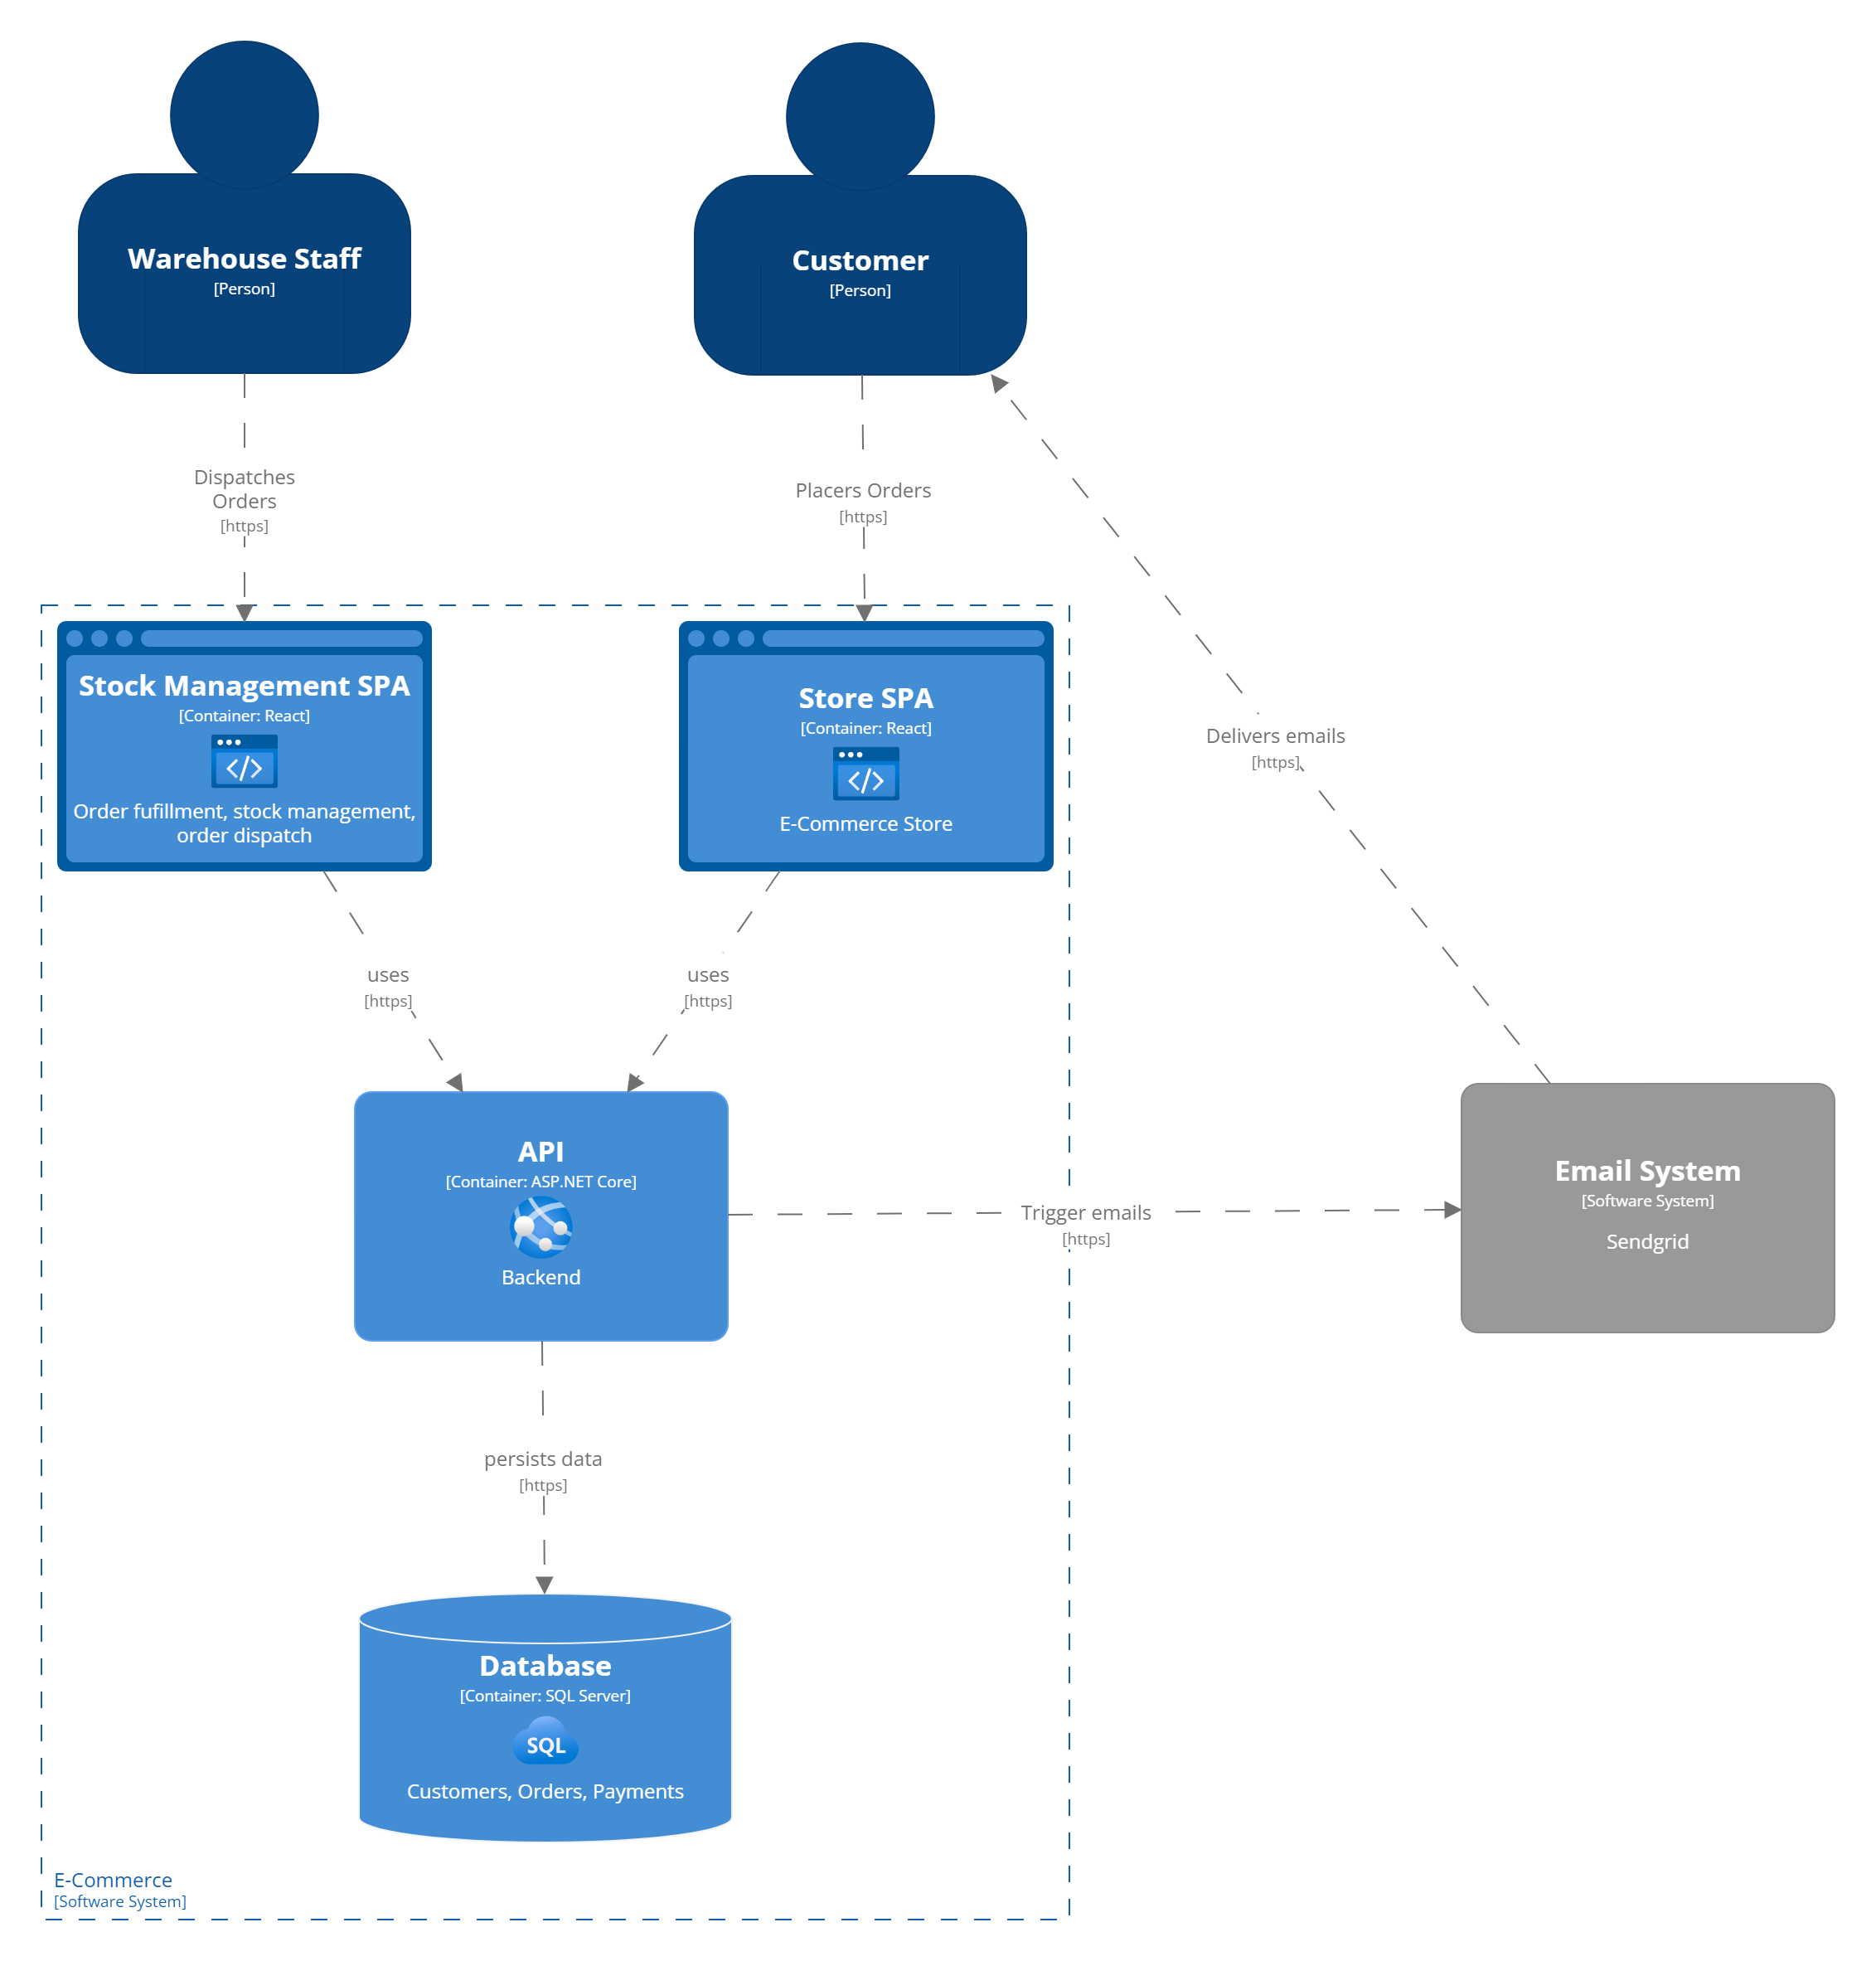 Warehouse Staff
[Person]
Customer
[Person]
Dispatches
Orders
[https]
Placers Orders
[https]
Stock Management SPA
[Container: React]
Order fufillment, stock management,
order dispatch
Store SPA
[Container: React]
E-Commerce Store
Delivers emails
[https]
uses
[https]
uses
[https]
API
[Container: ASP.NET Core]
Backend
Trigger emails
[https]
Email System
[Software System]
Sendgrid
persists data
[https]
Database
[Container: SQL Server]
SQL
Customers, Orders, Payments
E-Commerce
[Software System]